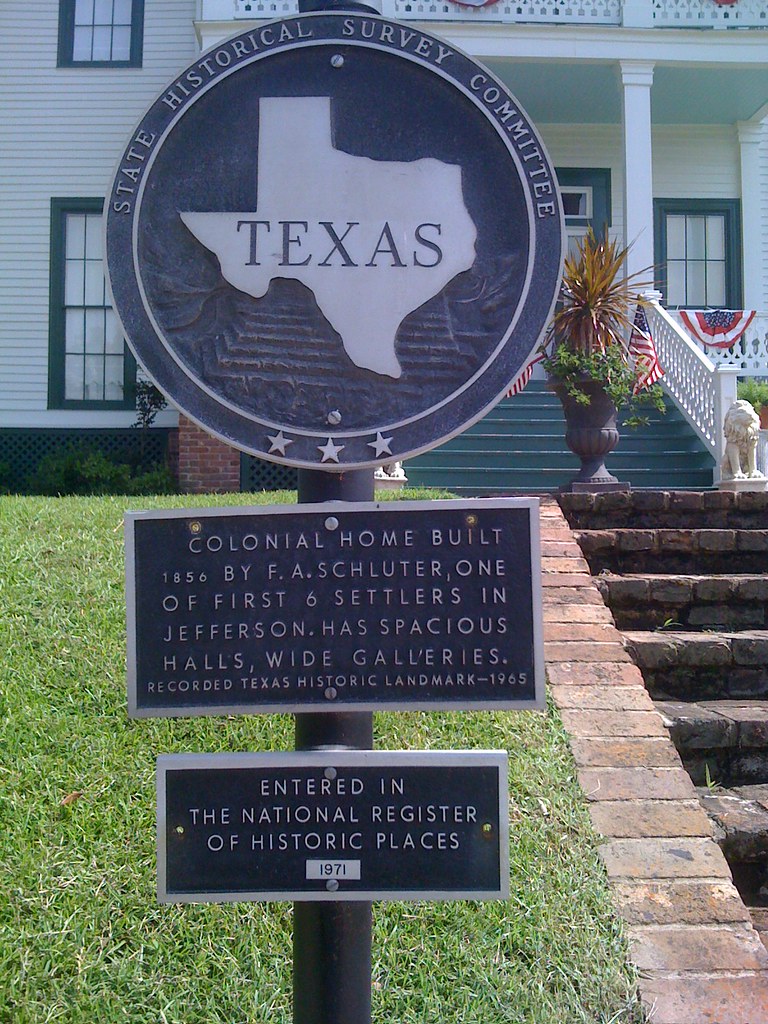 STATE HISTORICAL SURVEY COMMITTEE
TEXAS
COLONIAL HOME BUILT
1856 BY F.A. SCHLUTER, ONE
OF FIRST 6 SETTLERS IN
JEFFERSON. HAS SPACIOUS
HALLS, WIDE GALLERIES.
RECORDED TEXAS HISTORIC LANDMARK—1965
ENTERED IN
THE NATIONAL REGISTER
OF HISTORIC PLACES
1971